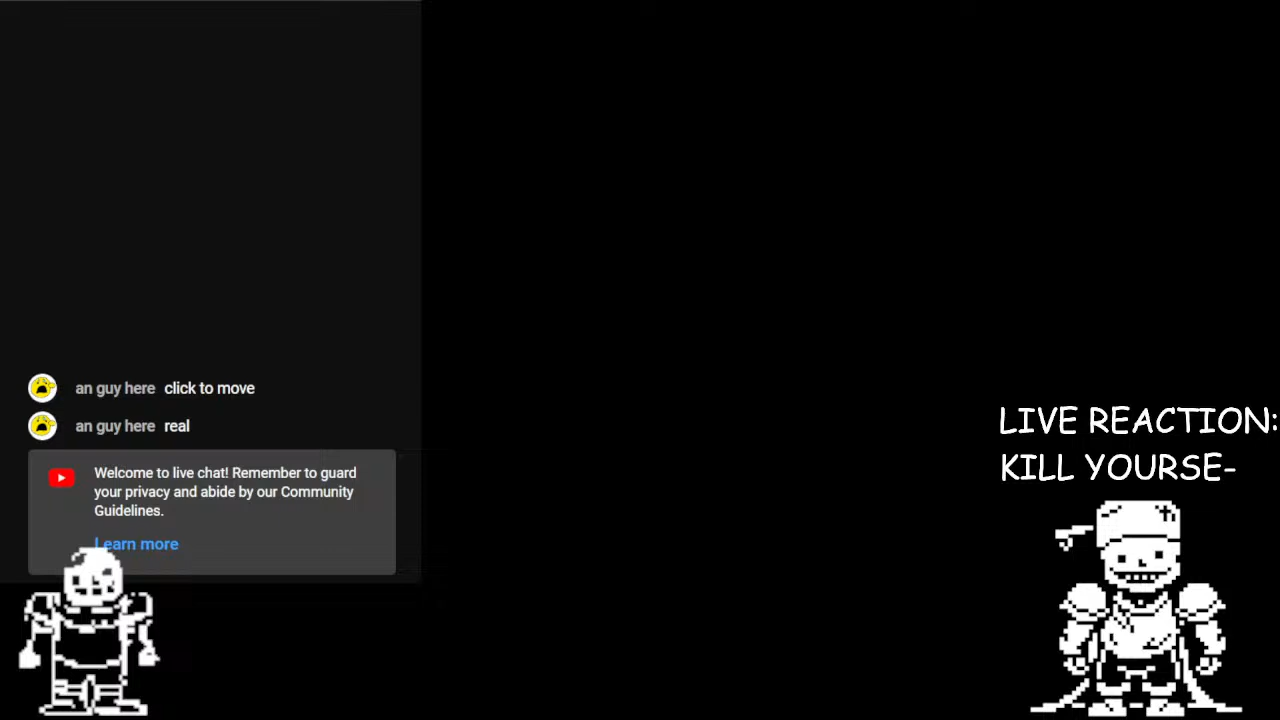 an guy here click to move
an guy here real
Welcome to live chat! Remember to guard
your privacy and abide by our Community
Guidelines.
Learn more
LIVE REACTION:
KILL YOURSE-